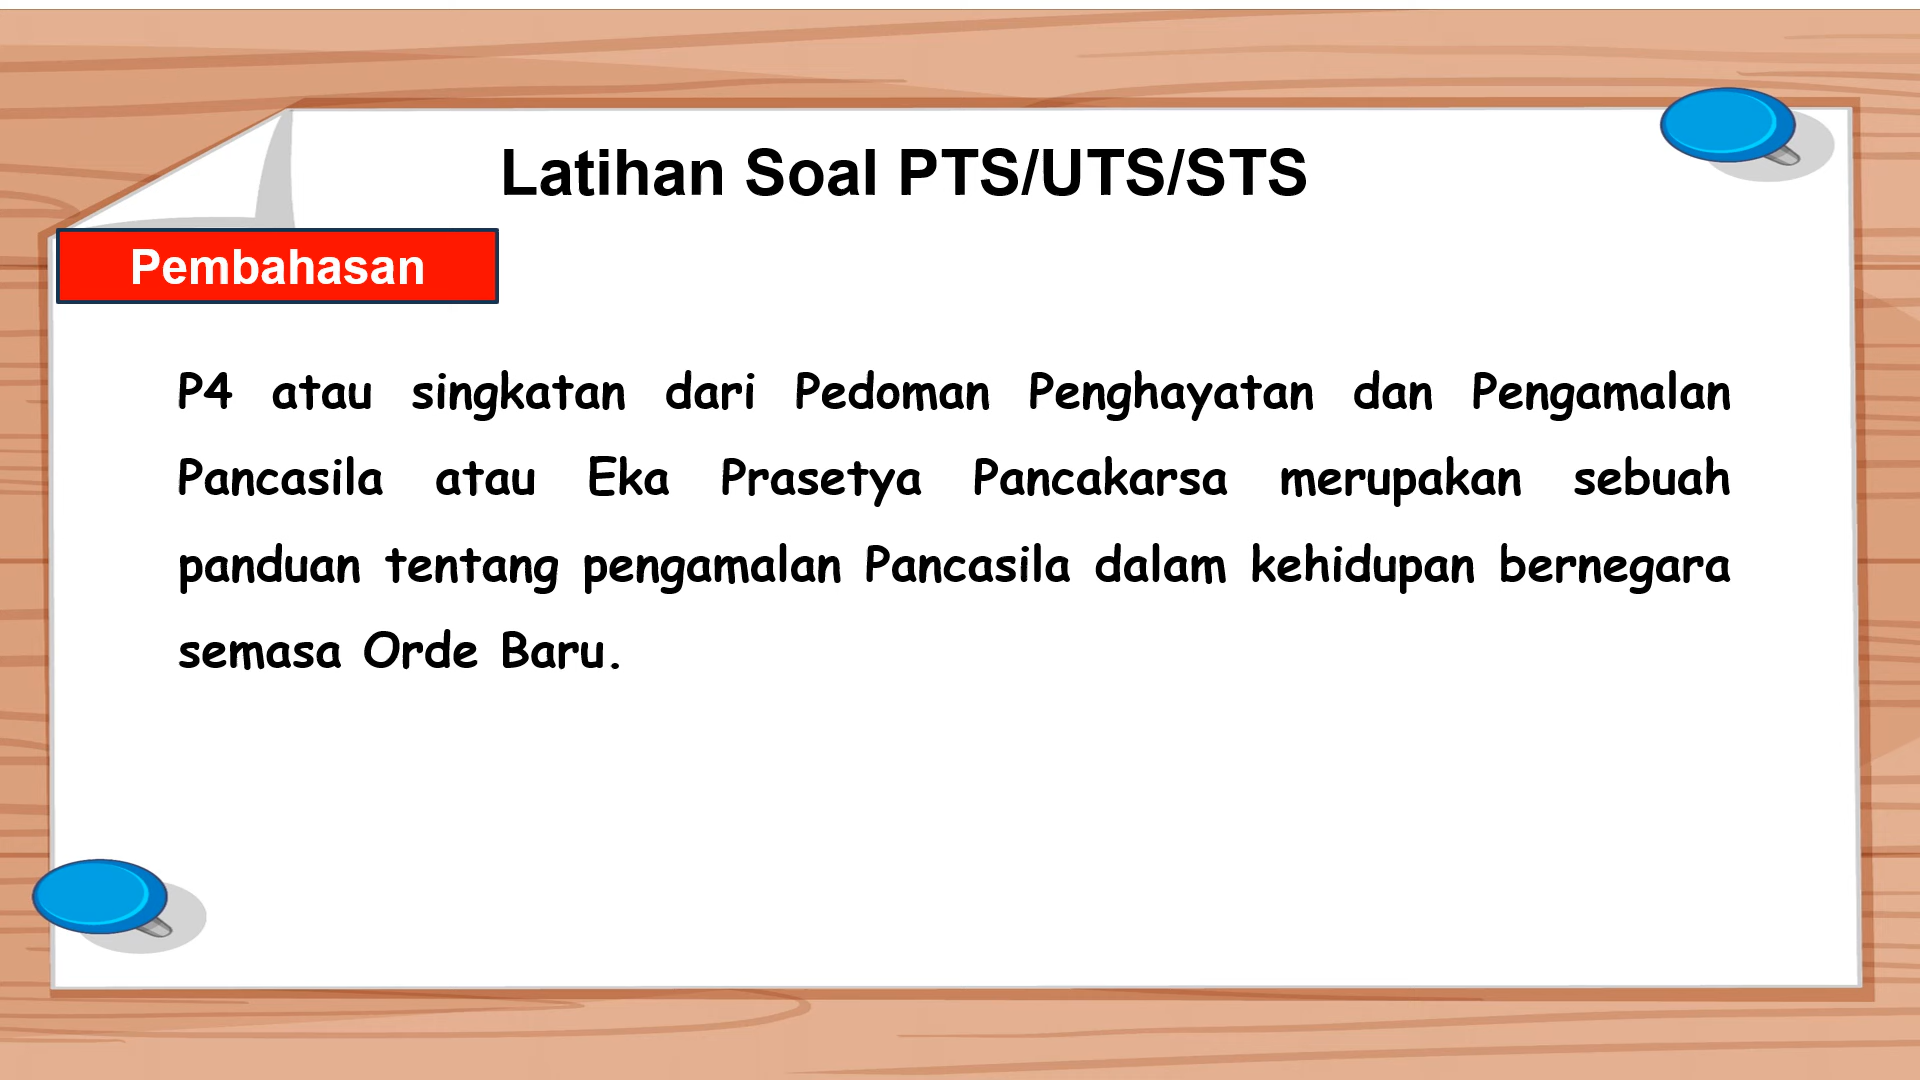 Latihan Soal PTS/UTS/STS
Pembahasan
P4 atau singkatan dari Pedoman Penghayatan dan Pengamalan
Pancasila atau Eka Prasetya Pancakarsa merupakan sebuah
panduan tentang pengamalan Pancasila dalam kehidupan bernegara
semasa Orde Baru.